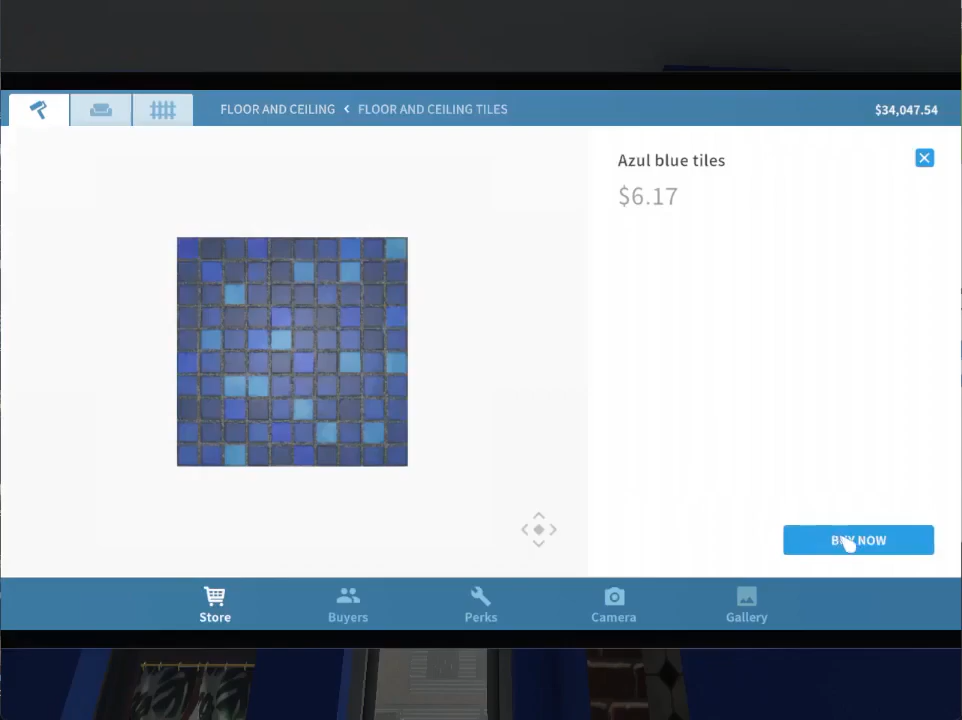 FLOOR AND CEILING < FLOOR AND CEILING TILES
$34,047.54
Azul blue tiles
$6.17
BUY NOW
Store
Buyers
Perks
Camera
Gallery